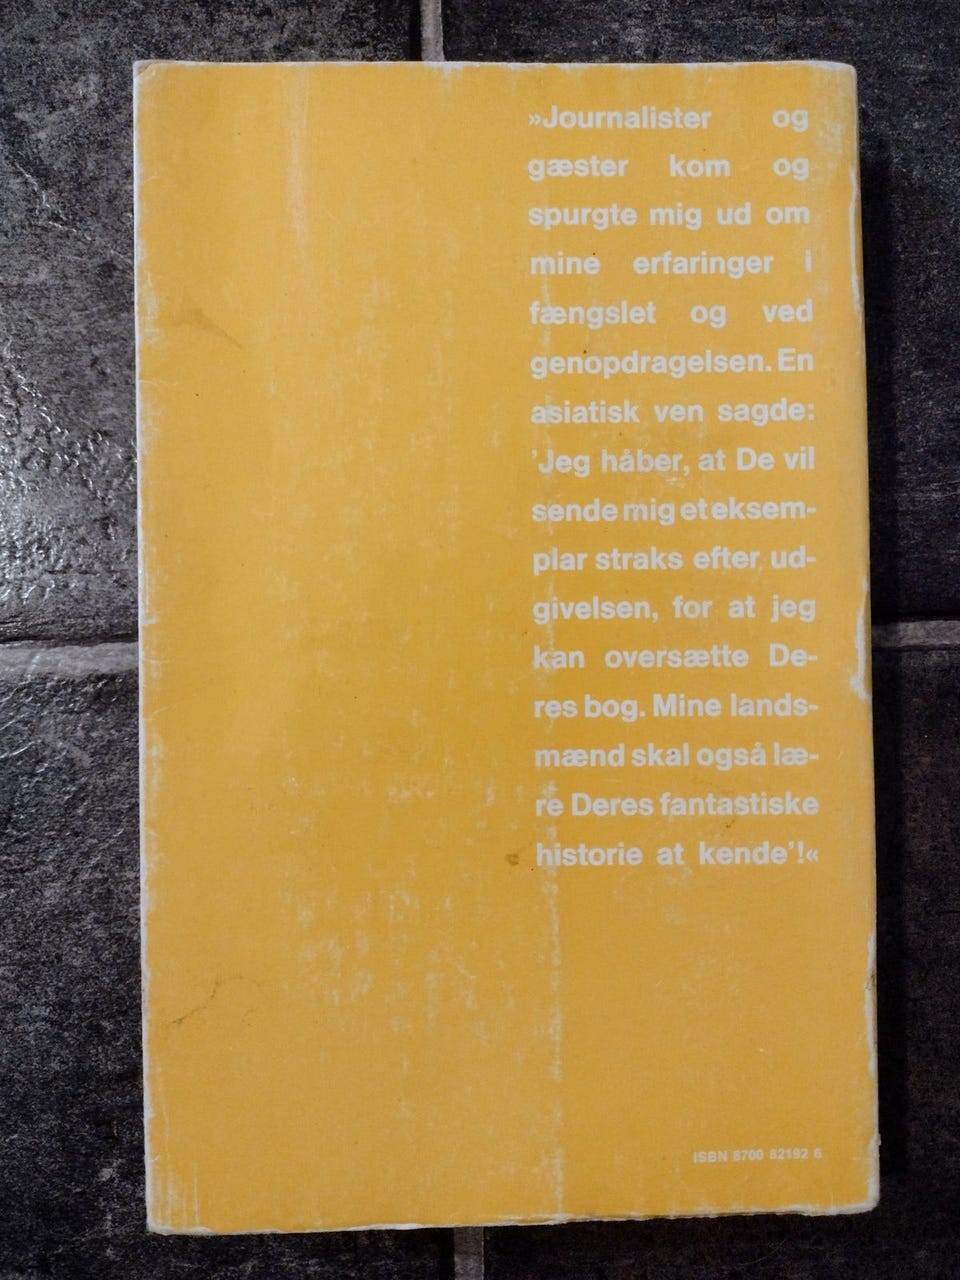 »Journalister og
gæster kom og
spurgte mig ud om
mine erfaringer i
fængslet og ved
genopdragelsen. En
asiatisk ven sagde:
'Jeg håber, at De vil
sende mig et eksem-
plar straks efter ud-
givelsen, for at jeg
kan oversætte De-
res bog. Mine lands-
mænd skal også læ-
re Deres fantastiske
historie at kende'!«
ISBN 8700 82192 6